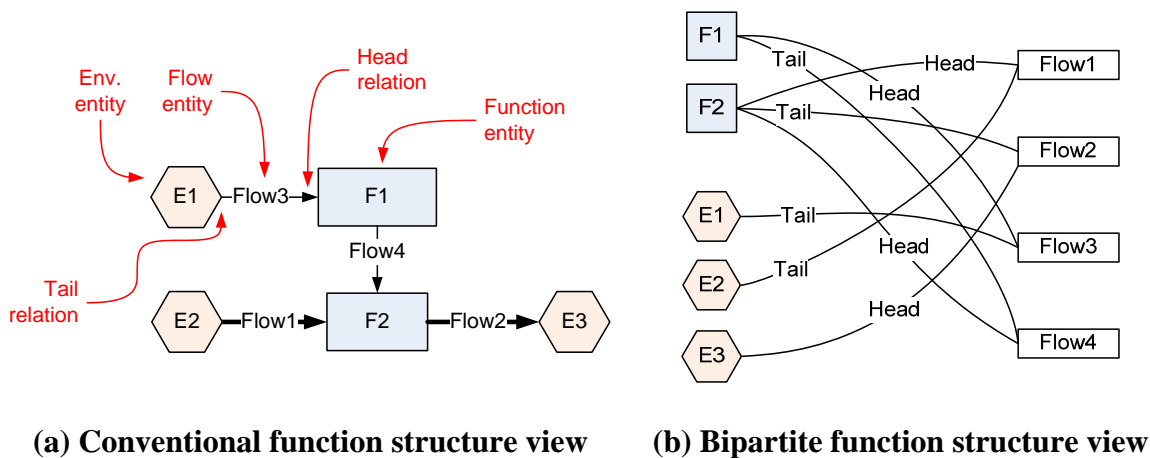 Env.
entity
Flow
entity
Head
relation
Function
entity
E1
Flow3
F1
Flow4
Tail
relation
E2
Flow1
F2
Flow2
E3
(a) Conventional function structure view
F1
Tail
Head
Head
Flow1
F2
Tail
Flow2
E1
Tail
Flow3
Head
E2
Tail
Head
E3
Flow4
(b) Bipartite function structure view